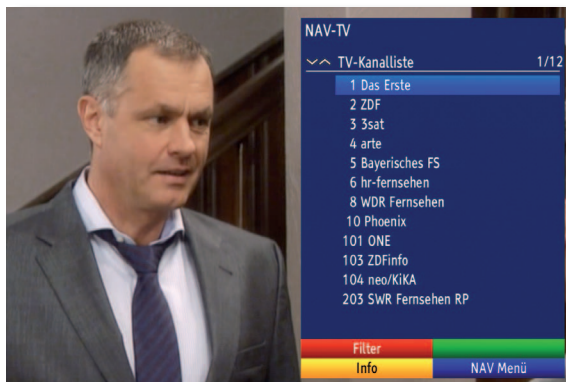 NAV-TV
TV-Kanalliste 1/12
1 Das Erste
2 ZDF
3 3sat
4 arte
5 Bayerisches FS
6 hr-fernsehen
8 WDR Fernsehen
10 Phoenix
101 ONE
103 ZDFinfo
104 neo/KiKA
203 SWR Fernsehen RP
Filter
Info NAV Menü